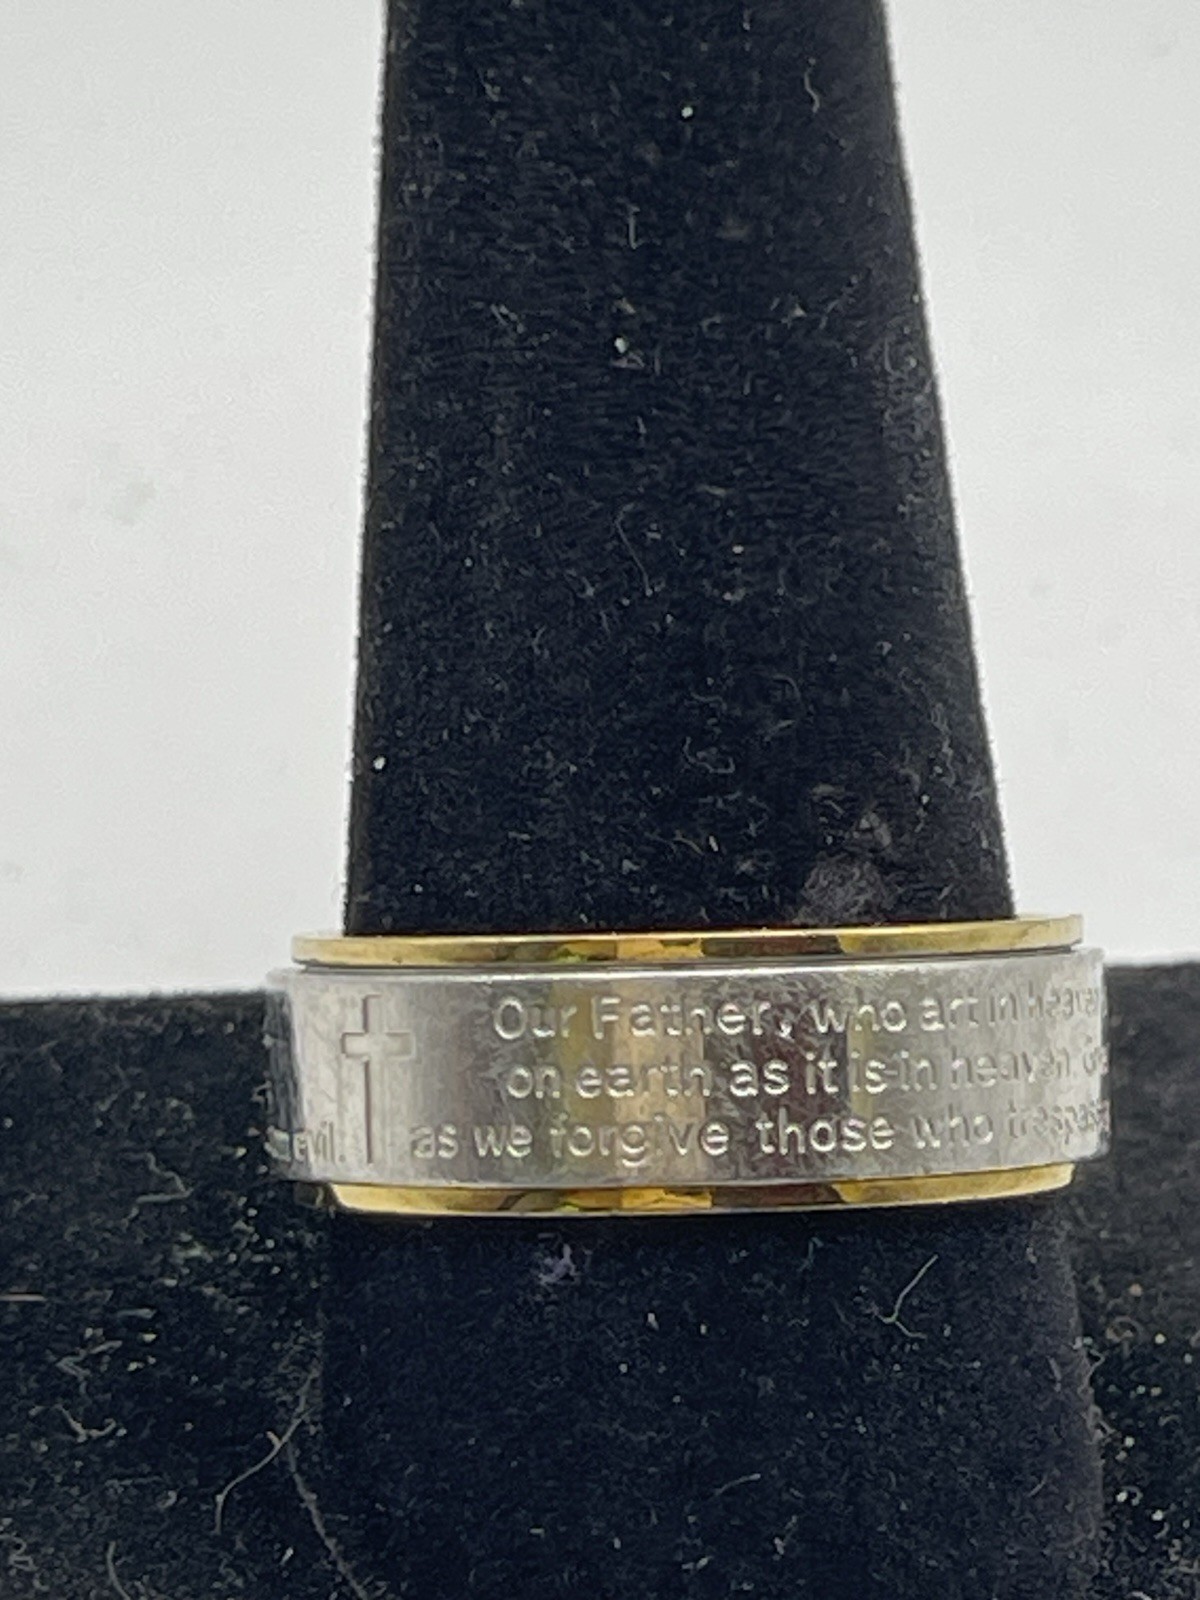 Our Father, who art in heaven
on earth as it is in heaven. G
evil. as we forgive those who trespass